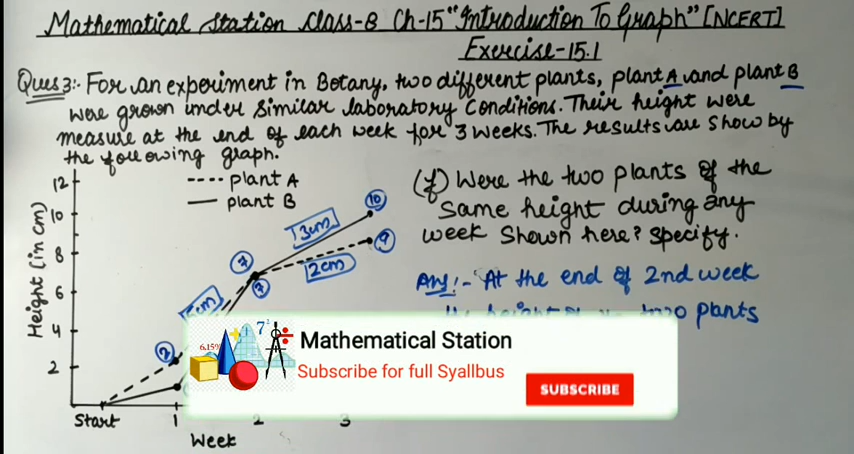 Mathematical Station Class-8 Ch-15 "Introduction To Graph" [NCERT]
Exercise-15.1
Ques 3:- For an experiment in Botany, two different plants, plant A and plant B
were grown under similar laboratory Conditions. Their height were
measure at the end of each week for 3 weeks. The results are show by
the following graph.
---- plant A
— plant B
(f) Were the two plants of the
same height during any
week shown here? specify.
Ans:- At the end of 2nd week
two plants
Height (in cm)
12
10
8
6
4
2
10
3cm
9
2cm
7
7
2
Start 1 2 3
Week
7²
6.15%
Mathematical Station
Subscribe for full Syallbus
SUBSCRIBE